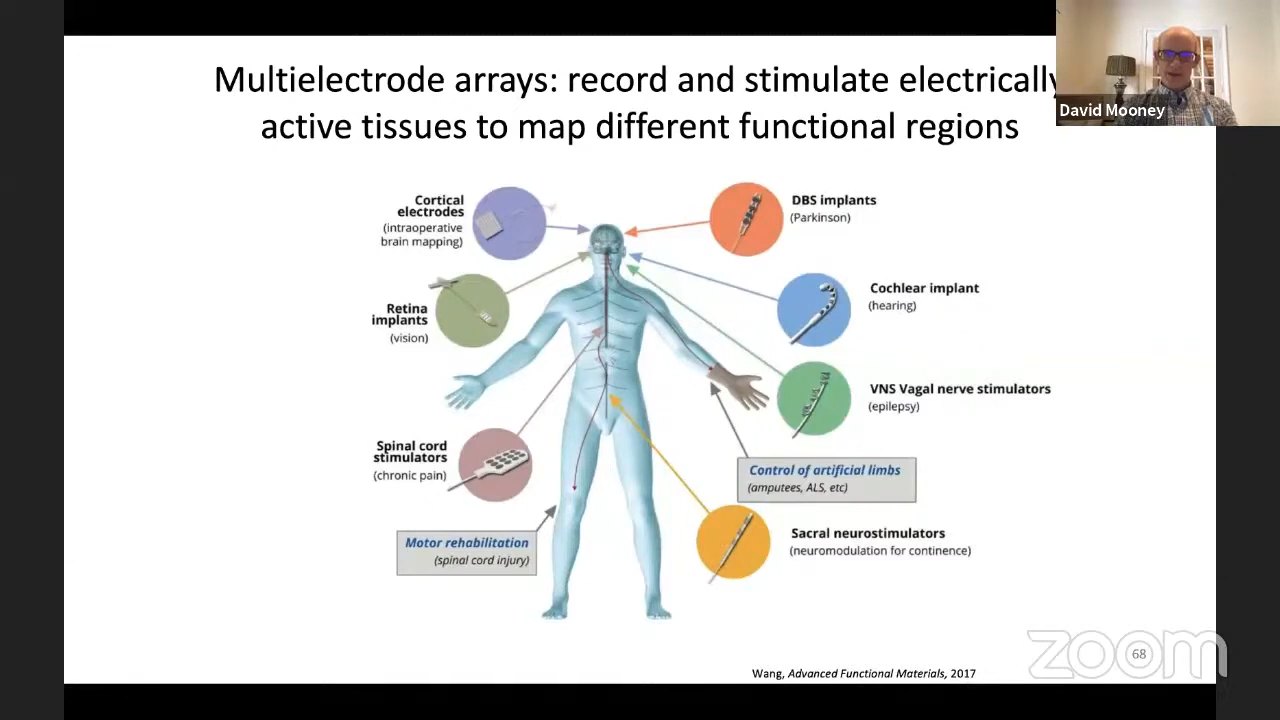 Multielectrode arrays: record and stimulate electrically
active tissues to map different functional regions
David Mooney
Cortical
electrodes
(intraoperative
brain mapping)
DBS implants
(Parkinson)
Retina
implants
(vision)
Cochlear implant
(hearing)
VNS Vagal nerve stimulators
(epilepsy)
Spinal cord
stimulators
(chronic pain)
Control of artificial limbs
(amputees, ALS, etc)
Motor rehabilitation
(spinal cord injury)
Sacral neurostimulators
(neuromodulation for continence)
zoom
68
Wang, Advanced Functional Materials, 2017